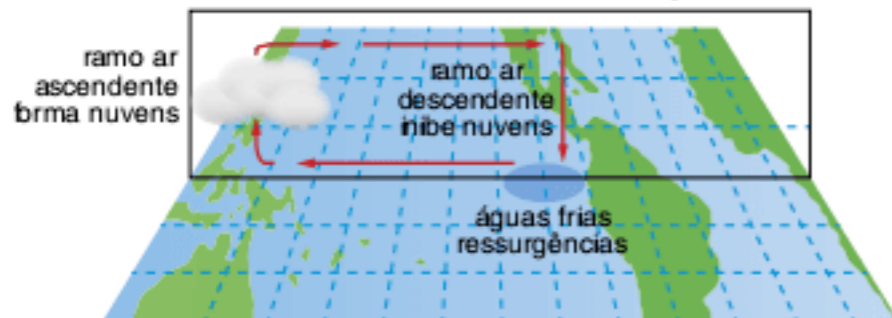 ramo ar
ascendente
forma nuvens
ramo ar
descendente
inibe nuvens
águas frias
ressurgências